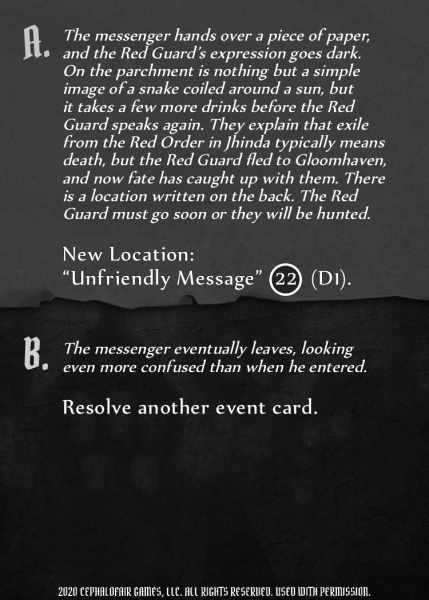 A.
The messenger hands over a piece of paper,
and the Red Guard's expression goes dark.
On the parchment is nothing but a simple
image of a snake coiled around a sun, but
it takes a few more drinks before the Red
Guard speaks again. They explain that exile
from the Red Order in Jhinda typically means
death, but the Red Guard fled to Gloomhaven,
and now fate has caught up with them. There
is a location written on the back. The Red
Guard must go soon or they will be hunted.
New Location:
“Unfriendly Message” 22 (D1).
B.
The messenger eventually leaves, looking
even more confused than when he entered.
Resolve another event card.
2020 CEPHALOFAIR GAMES, LLC. ALL RIGHTS RESERVED. USED WITH PERMISSION.